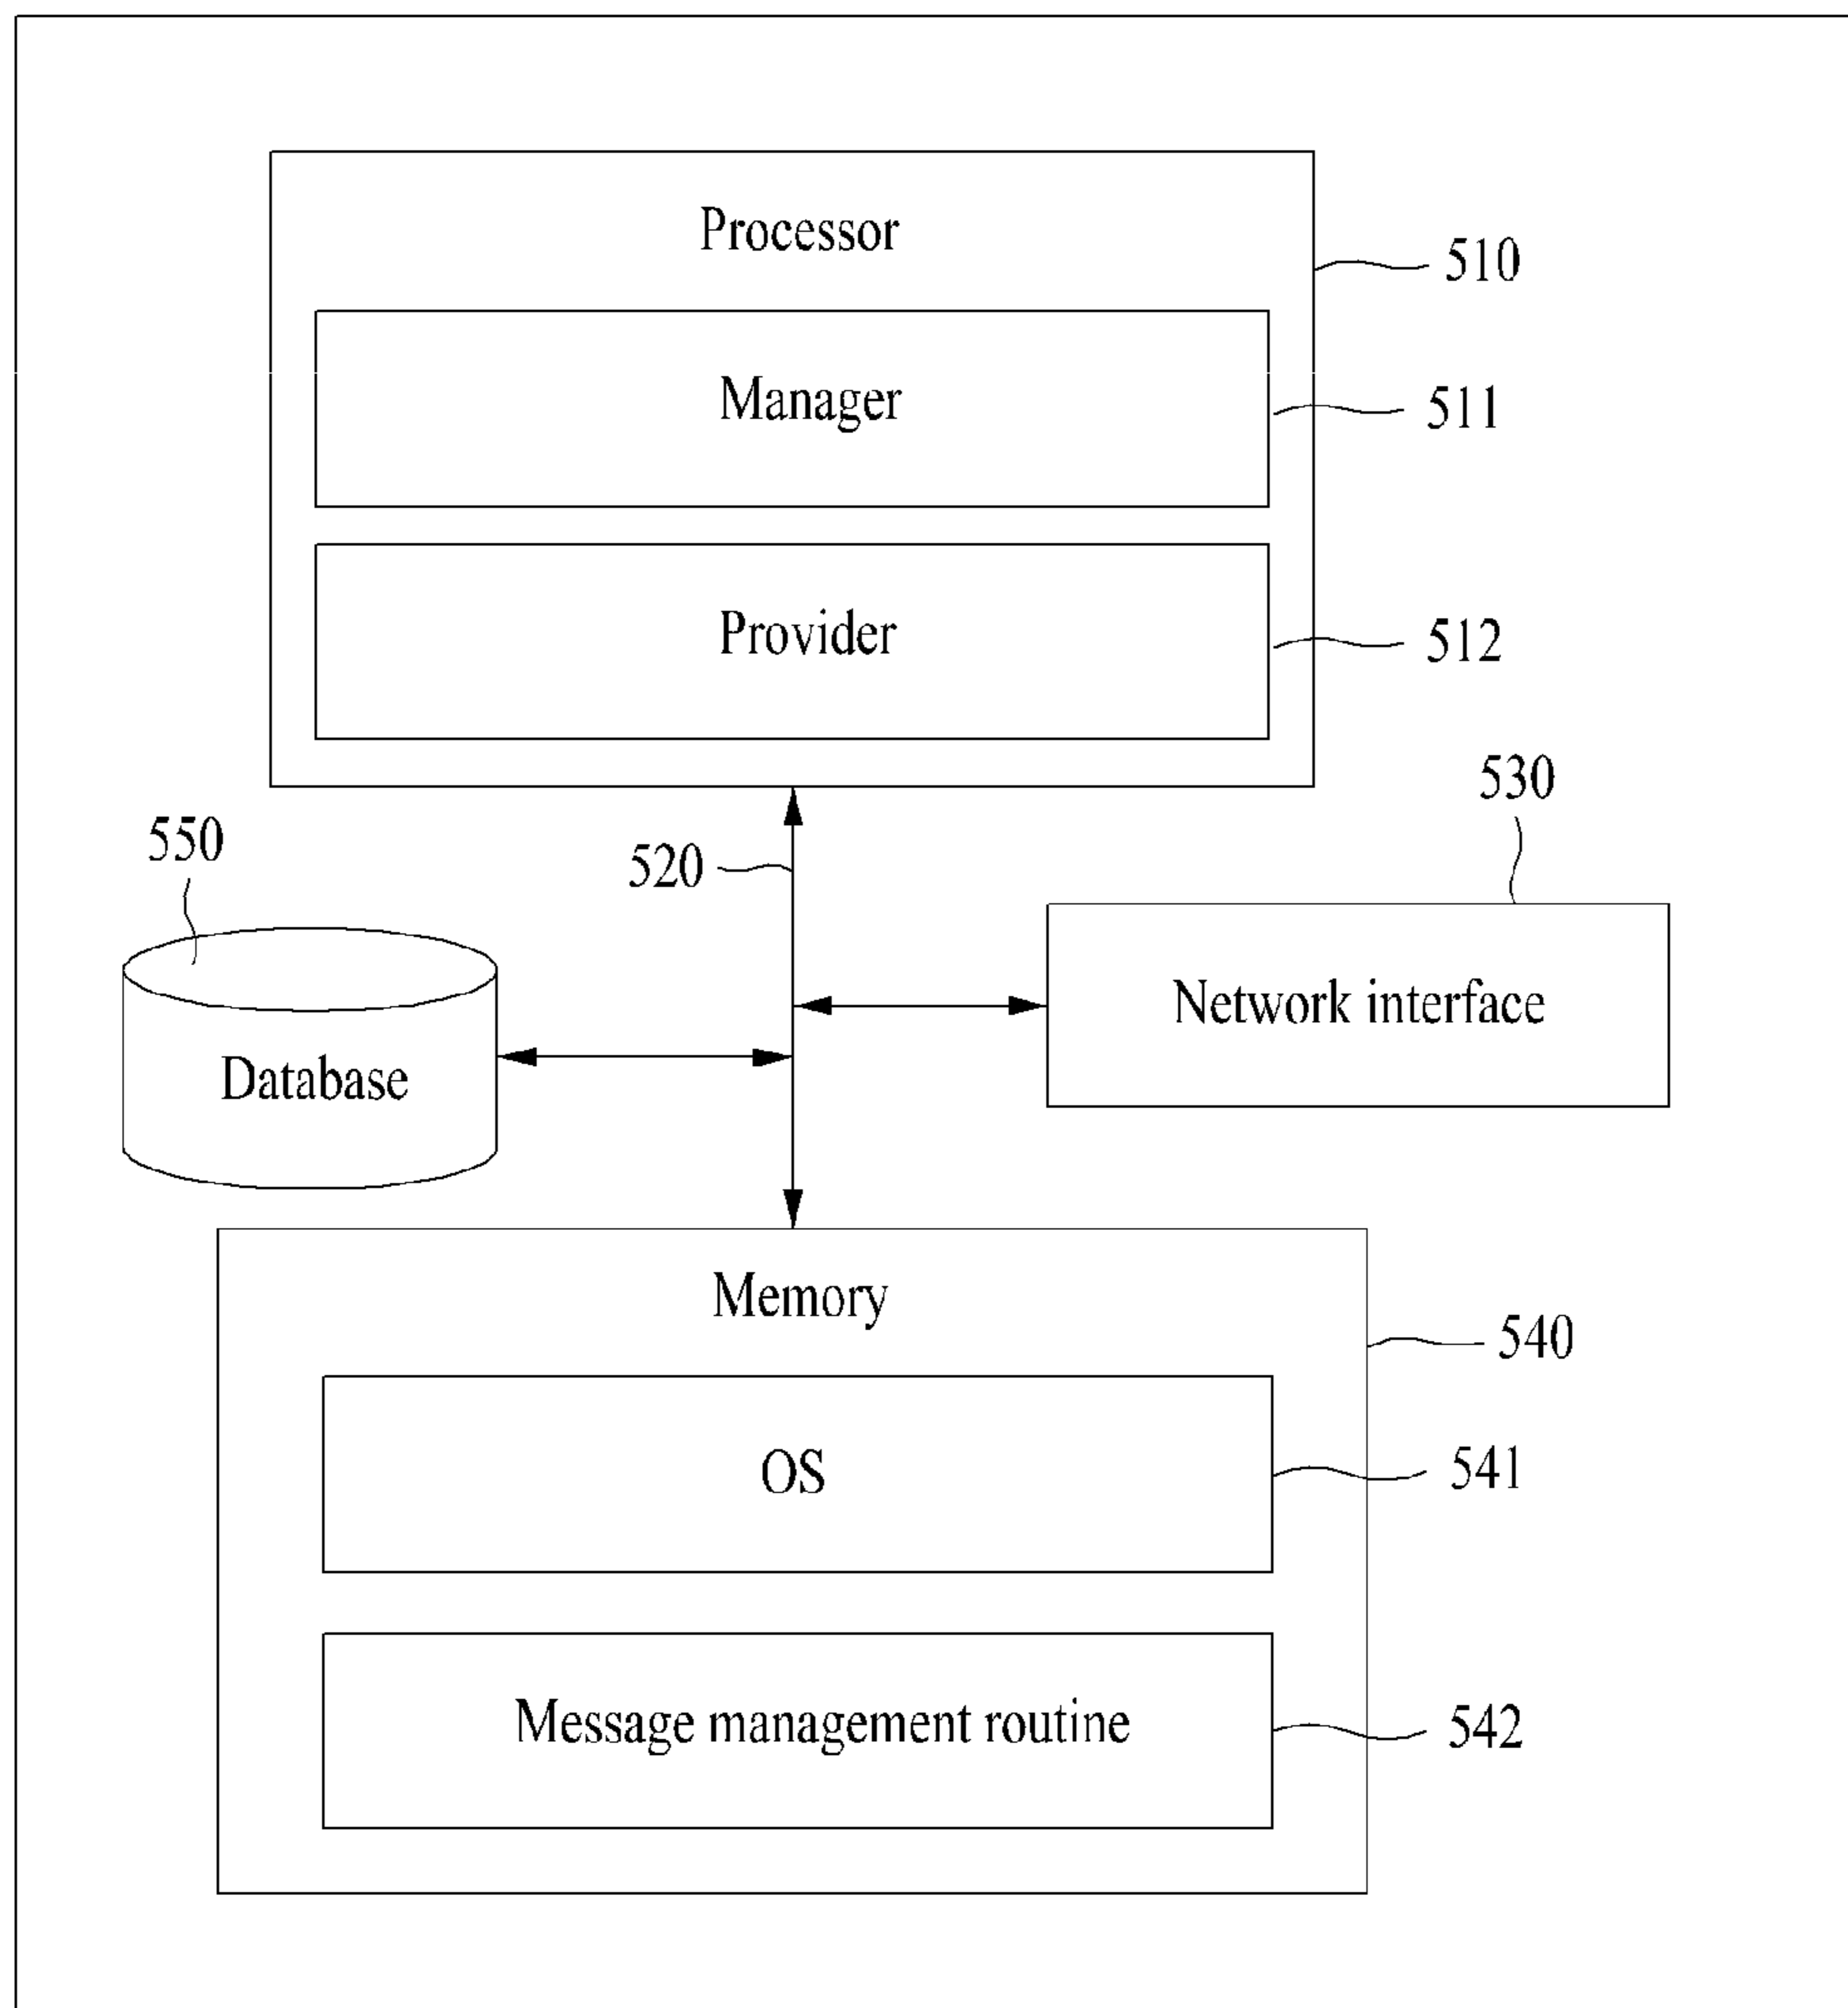 Processor
510
Manager
511
Provider
512
530
550
520
Network interface
Database
Memory
540
OS
541
Message management routine
542